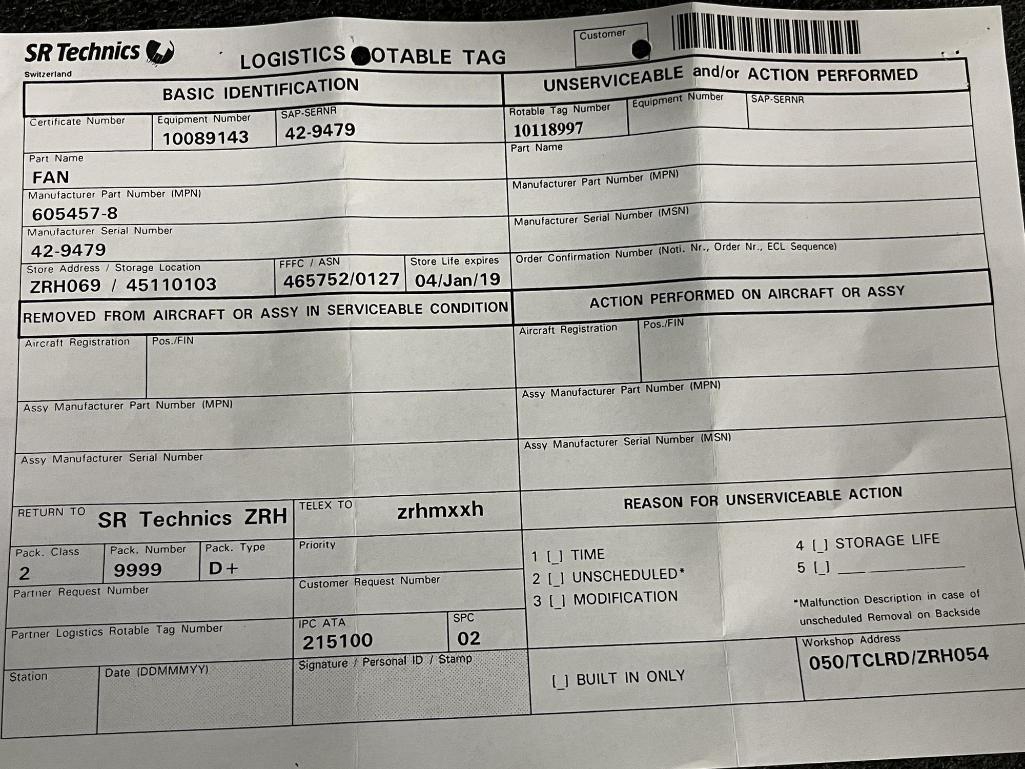 SR Technics
Switzerland
LOGISTICS OTABLE TAG
Customer
BASIC IDENTIFICATION
UNSERVICEABLE and/or ACTION PERFORMED
Certificate Number
Equipment Number
10089143
SAP-SERNR
42-9479
Rotable Tag Number
10118997
Equipment Number
SAP-SERNR
Part Name
FAN
Part Name
Manufacturer Part Number (MPN)
605457-8
Manufacturer Part Number (MPN)
Manufacturer Serial Number
42-9479
Manufacturer Serial Number (MSN)
Store Address / Storage Location
ZRH069 / 45110103
FFFC / ASN
465752/0127
Store Life expires
04/Jan/19
Order Confirmation Number (Noti. Nr., Order Nr., ECL Sequence)
REMOVED FROM AIRCRAFT OR ASSY IN SERVICEABLE CONDITION
ACTION PERFORMED ON AIRCRAFT OR ASSY
Aircraft Registration
Pos./FIN
Aircraft Registration
Pos./FIN
Assy Manufacturer Part Number (MPN)
Assy Manufacturer Part Number (MPN)
Assy Manufacturer Serial Number
Assy Manufacturer Serial Number (MSN)
RETURN TO SR Technics ZRH
TELEX TO zrhmxxh
REASON FOR UNSERVICEABLE ACTION
Pack. Class
2
Pack. Number
9999
Pack. Type
D+
Priority
1 [_] TIME
2 [_] UNSCHEDULED*
3 [_] MODIFICATION
4 [_] STORAGE LIFE
5 [_] ____________
Partner Request Number
Customer Request Number
*Malfunction Description in case of
unscheduled Removal on Backside
Partner Logistics Rotable Tag Number
IPC ATA
215100
SPC
02
Workshop Address
050/TCLRD/ZRH054
Station
Date (DDMMMYY)
Signature / Personal ID / Stamp
[_] BUILT IN ONLY